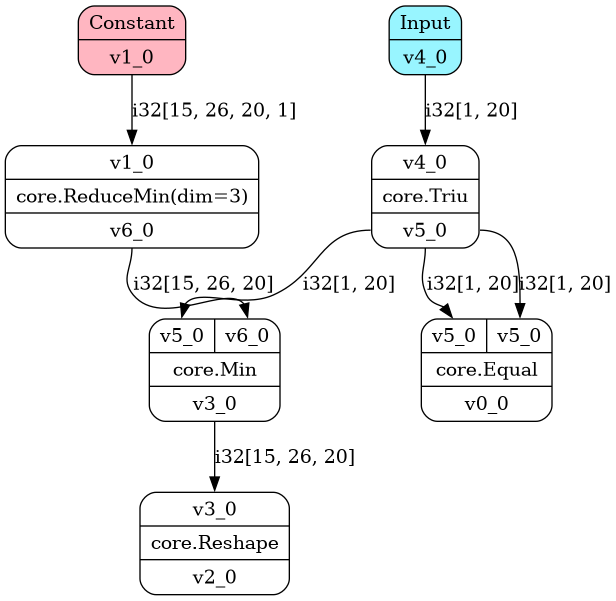 Constant
v1_0
Input
v4_0
i32[15, 26, 20, 1]
i32[1, 20]
v1_0
core.ReduceMin(dim=3)
v6_0
v4_0
core.Triu
v5_0
i32[15, 26, 20]
i32[1, 20]
i32[1, 20]
i32[1, 20]
v5_0
v6_0
core.Min
v3_0
v5_0
v5_0
core.Equal
v0_0
i32[15, 26, 20]
v3_0
core.Reshape
v2_0